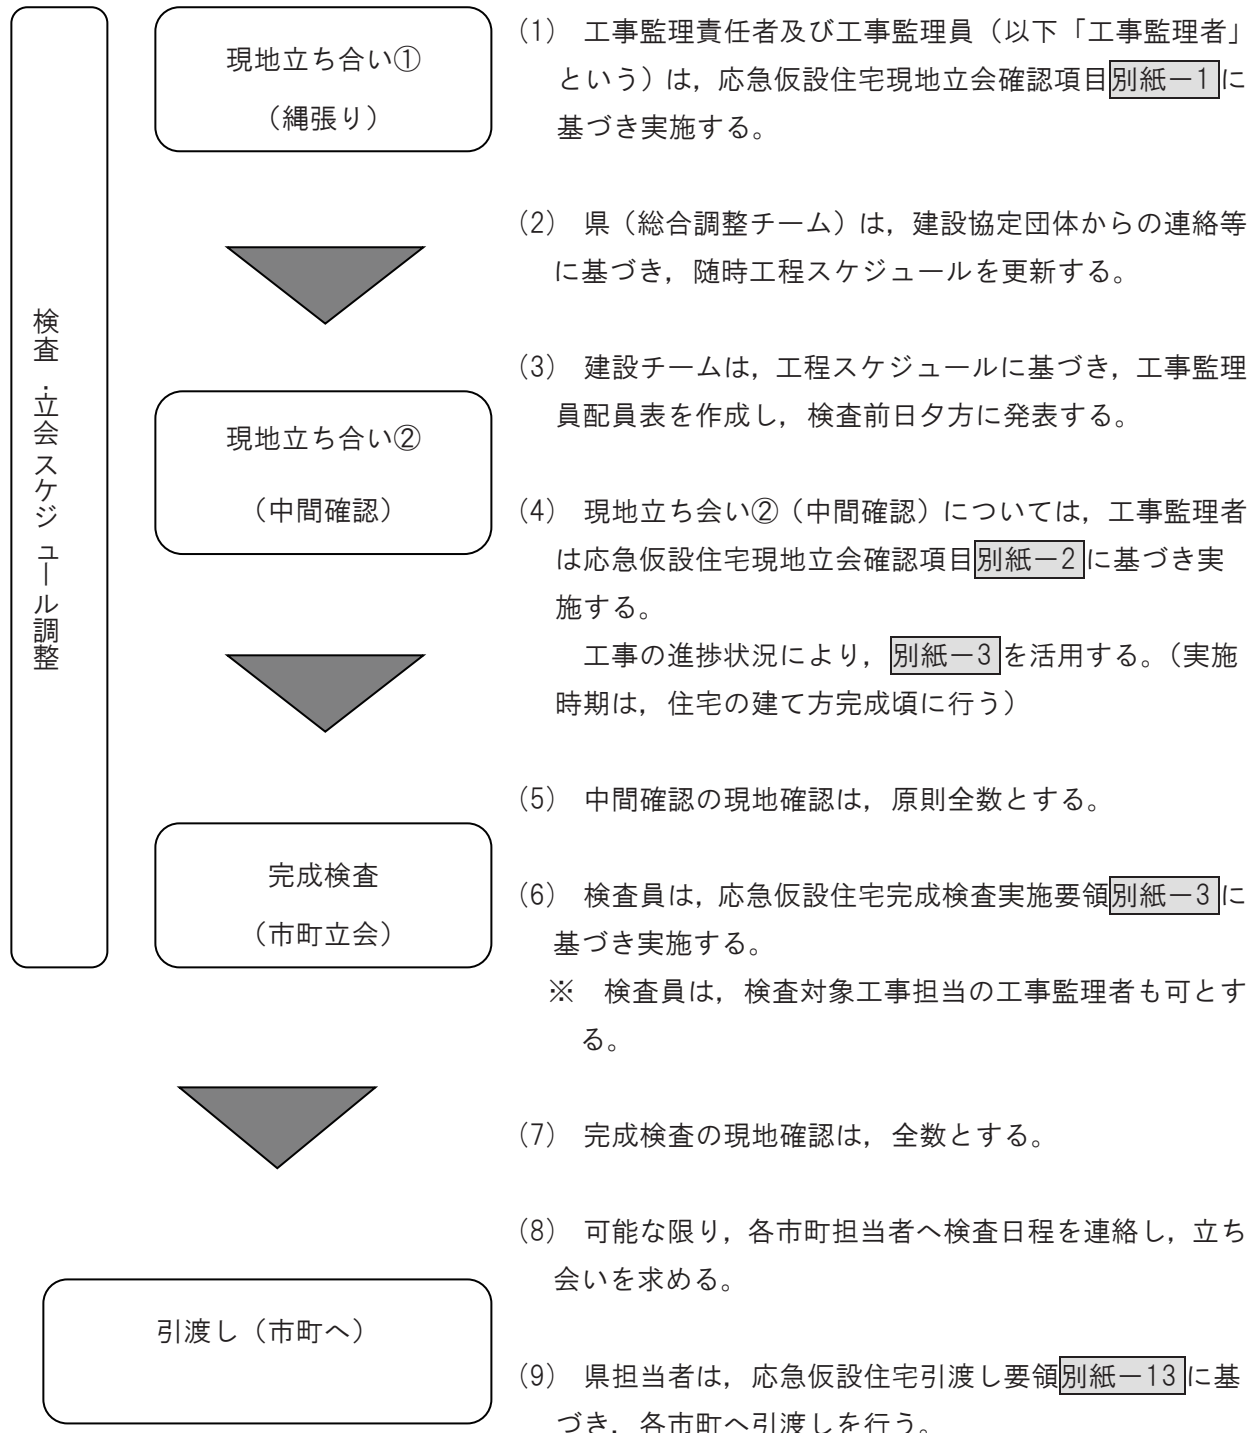 検査・立会スケジュール調整
現地立ち合い①
（縄張り）
現地立ち合い②
（中間確認）
完成検査
（市町立会）
引渡し（市町へ）
(1)　工事監理責任者及び工事監理員（以下「工事監理者」
という）は，応急仮設住宅現地立会確認項目別紙－1に
基づき実施する。
(2)　県（総合調整チーム）は，建設協定団体からの連絡等
に基づき，随時工程スケジュールを更新する。
(3)　建設チームは，工程スケジュールに基づき，工事監理
員配員表を作成し，検査前日夕方に発表する。
(4)　現地立ち会い②（中間確認）については，工事監理者
は応急仮設住宅現地立会確認項目別紙－2に基づき実
施する。
工事の進捗状況により，別紙－3を活用する。（実施
時期は，住宅の建て方完成頃に行う）
(5)　中間確認の現地確認は，原則全数とする。
(6)　検査員は，応急仮設住宅完成検査実施要領別紙－3に
基づき実施する。
※　検査員は，検査対象工事担当の工事監理者も可とす
る。
(7)　完成検査の現地確認は，全数とする。
(8)　可能な限り，各市町担当者へ検査日程を連絡し，立ち
会いを求める。
(9)　県担当者は，応急仮設住宅引渡し要領別紙－13に基
づき，各市町へ引渡しを行う。